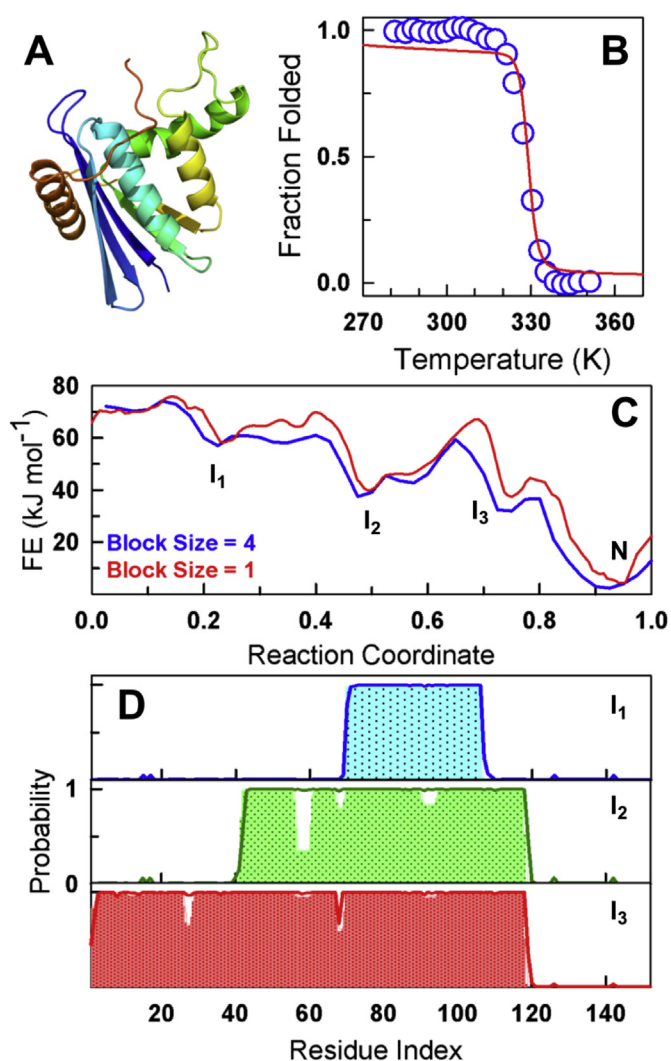 A
B
Fraction Folded
1.0
0.5
0.0
270 300 330 360
Temperature (K)
C
FE (kJ mol⁻¹)
80
60
40
20
I₁
I₂
I₃
N
Block Size = 4
Block Size = 1
0.0 0.2 0.4 0.6 0.8 1.0
Reaction Coordinate
D
I₁
Probability
1
0
I₂
I₃
20 40 60 80 100 120 140
Residue Index